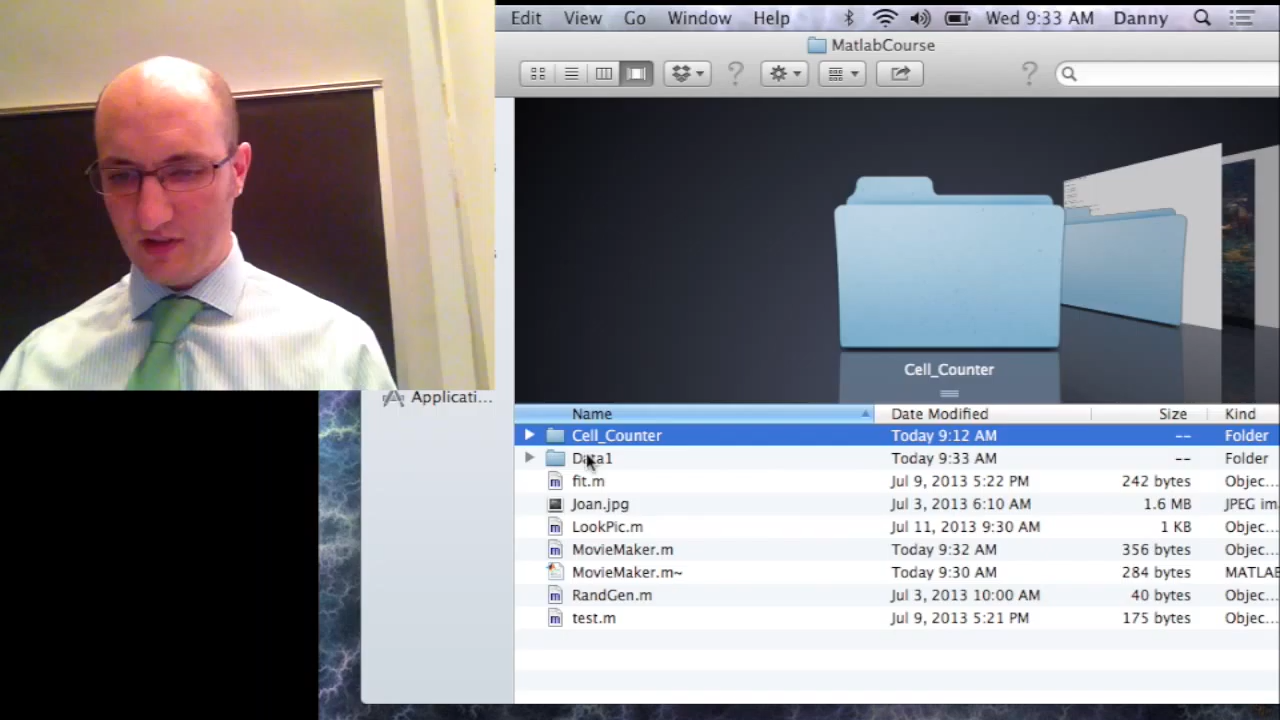 Edit View Go Window Help Wed 9:33 AM Danny
MatlabCourse
? ?
Cell_Counter
Applicati...
Name Date Modified Size Kind
Cell_Counter Today 9:12 AM -- Folder
Data1 Today 9:33 AM -- Folder
fit.m Jul 9, 2013 5:22 PM 242 bytes Objec...
Joan.jpg Jul 3, 2013 6:10 AM 1.6 MB JPEG im
LookPic.m Jul 11, 2013 9:30 AM 1 KB Objec...
MovieMaker.m Today 9:32 AM 356 bytes Objec...
MovieMaker.m~ Today 9:30 AM 284 bytes MATLA
RandGen.m Jul 3, 2013 10:00 AM 40 bytes Objec...
test.m Jul 9, 2013 5:21 PM 175 bytes Objec...